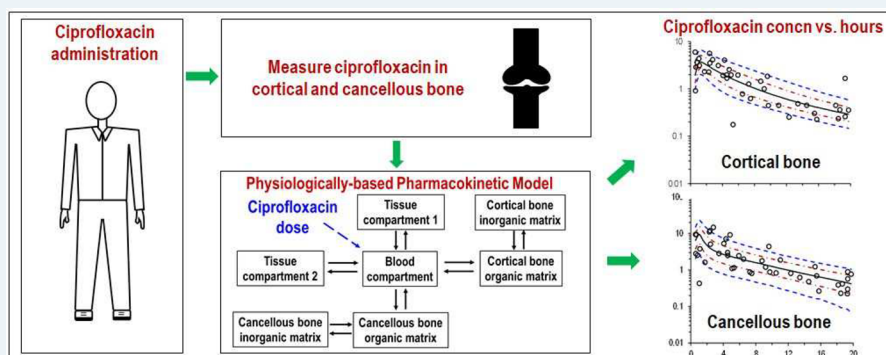 Ciprofloxacin
administration
Measure ciprofloxacin in
cortical and cancellous bone
Physiologically-based Pharmacokinetic Model
Ciprofloxacin
dose
Tissue
compartment 1
Cortical bone
inorganic matrix
Tissue
compartment 2
Blood
compartment
Cortical bone
organic matrix
Cancellous bone
inorganic matrix
Cancellous bone
organic matrix
Ciprofloxacin concn vs. hours
10
1
0.1
0.01
Cortical bone
100
10
1
0.1
0.01
Cancellous bone
0 4 8 12 16 20